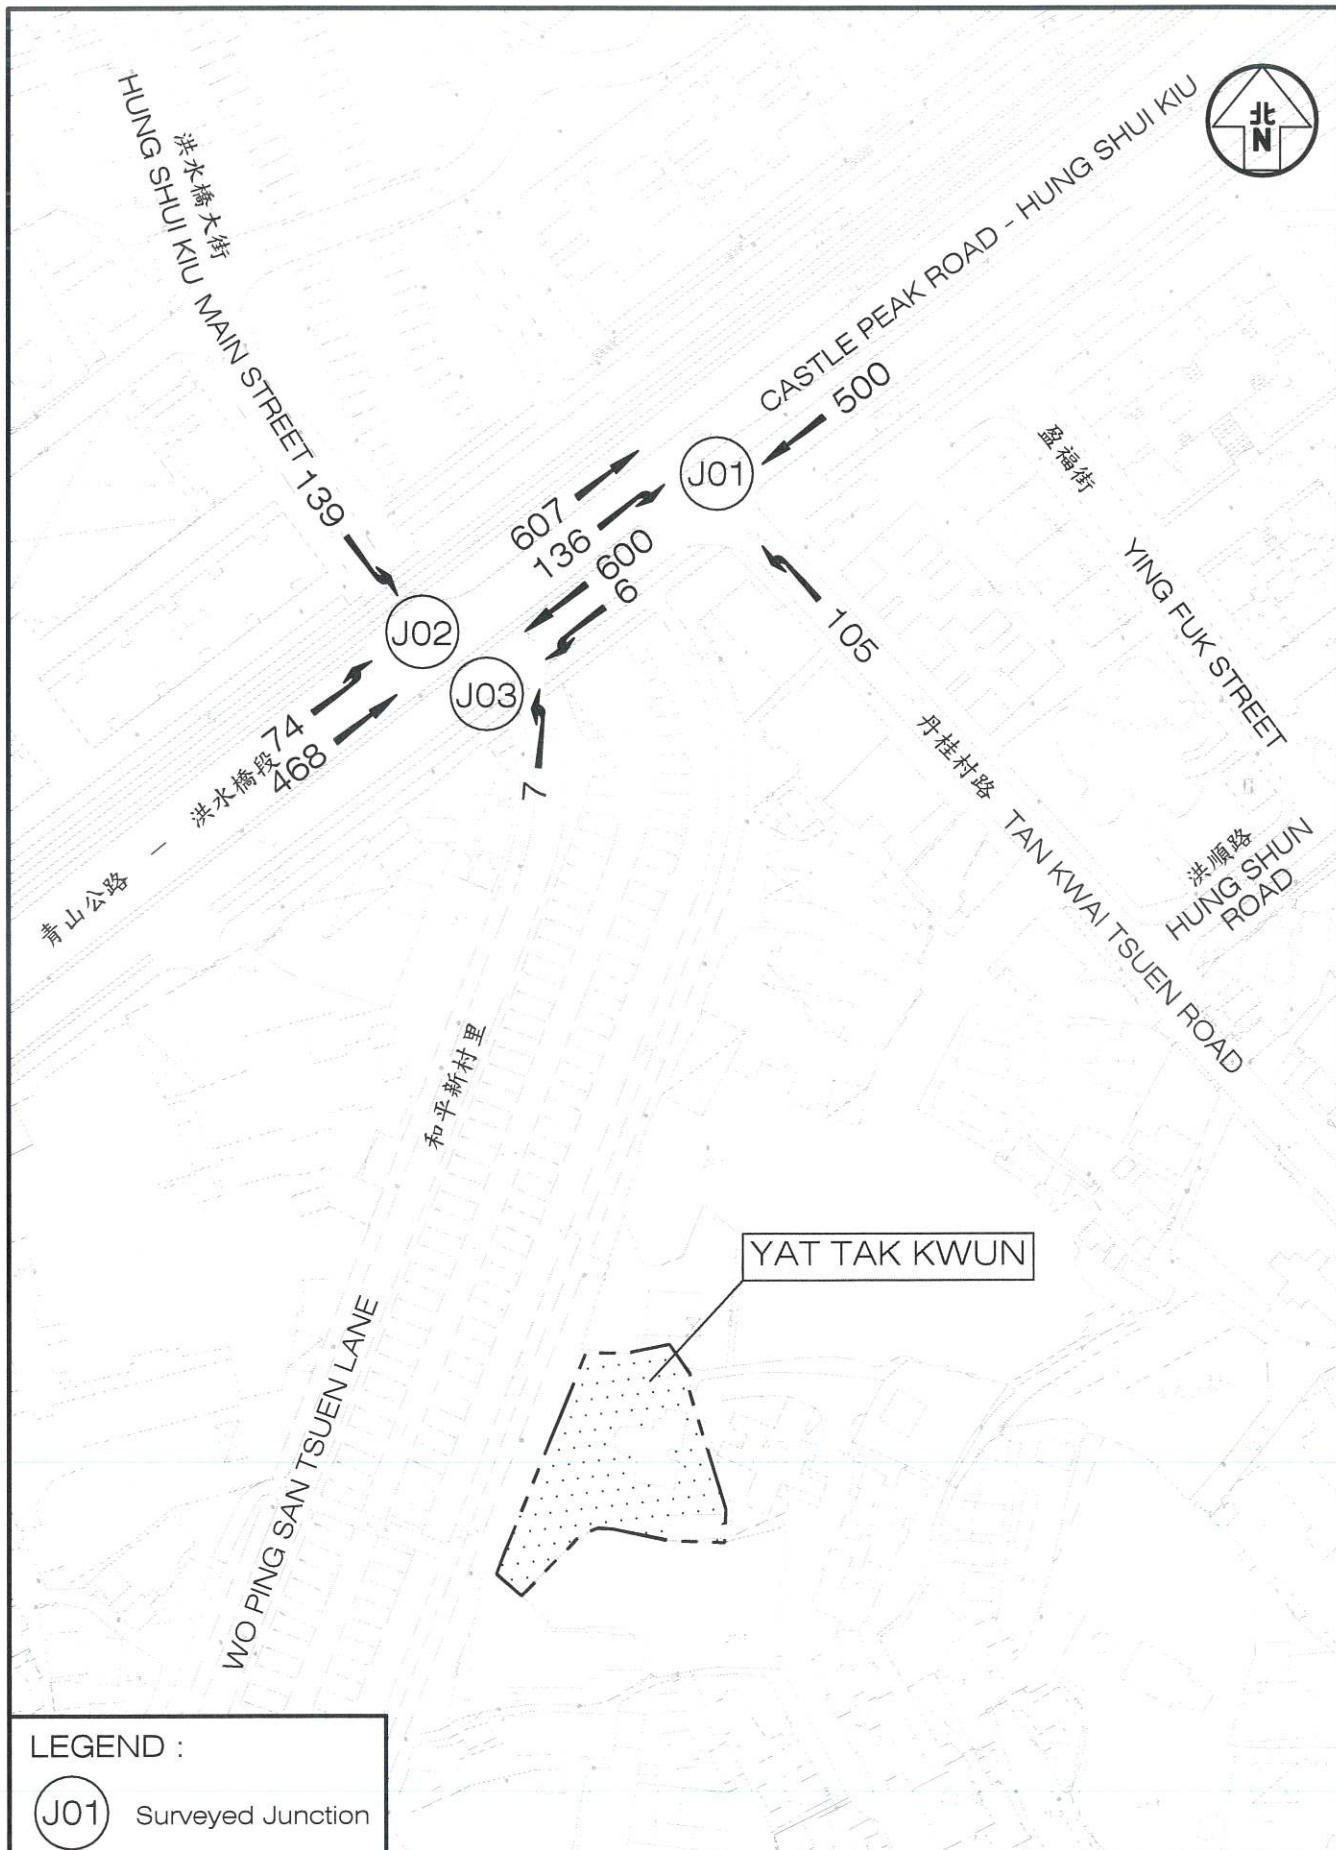 北
N
洪水橋大街
HUNG SHUI KIU MAIN STREET
139
CASTLE PEAK ROAD - HUNG SHUI KIU
500
J01
607
136
600
6
J02
J03
105
盈福街
YING FUK STREET
74
468
7
青山公路 — 洪水橋段
丹桂村路 TAN KWAI TSUEN ROAD
洪順路
HUNG SHUN
ROAD
和平新村里
WO PING SAN TSUEN LANE
YAT TAK KWUN
LEGEND :
J01 Surveyed Junction